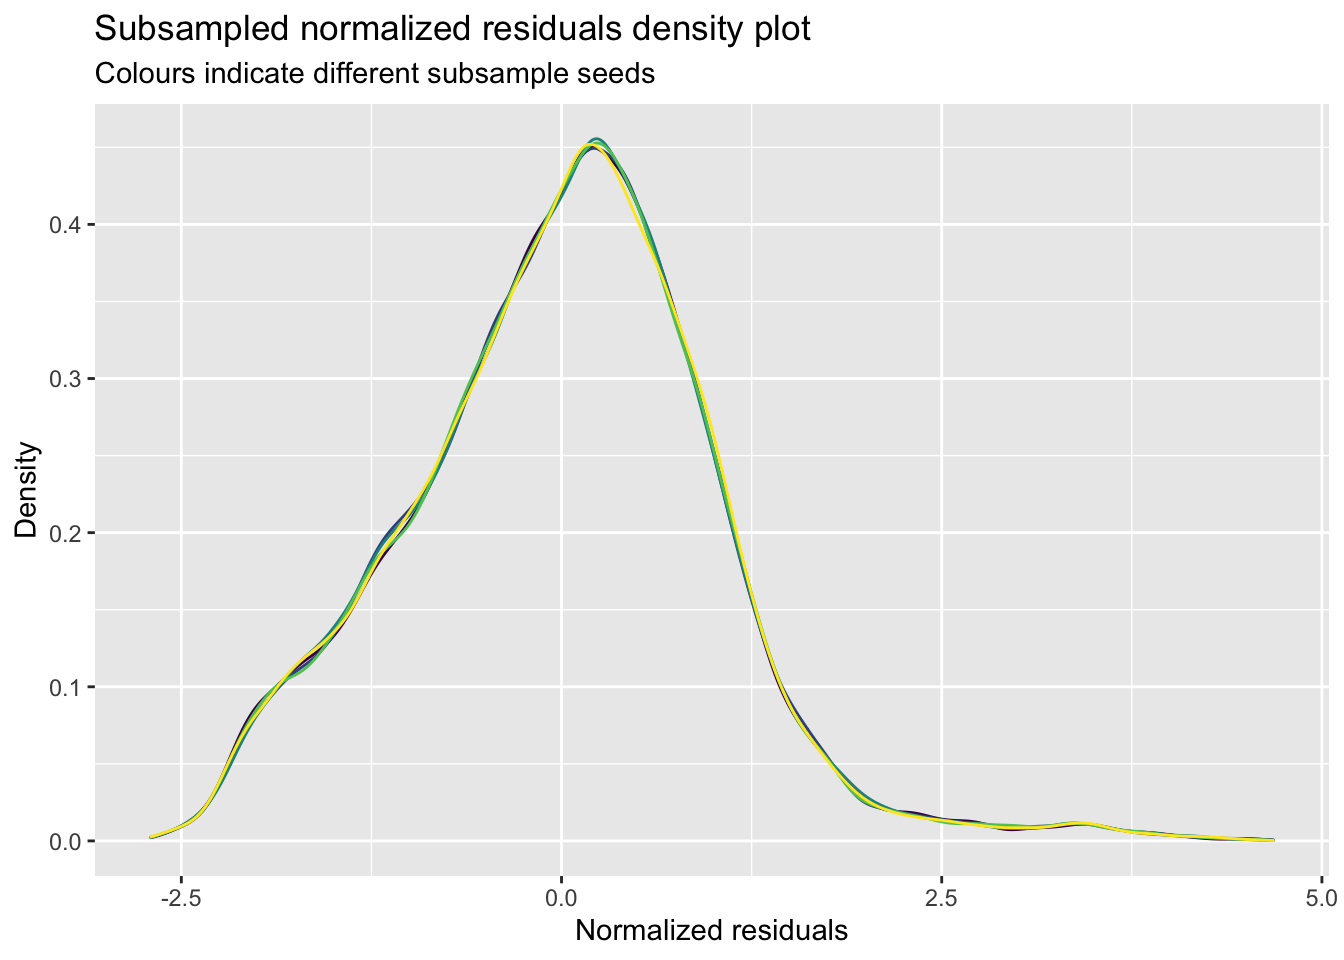 Subsampled normalized residuals density plot
Colours indicate different subsample seeds
Density
0.4
0.3
0.2
0.1
0.0
-2.5 0.0 2.5 5.0
Normalized residuals